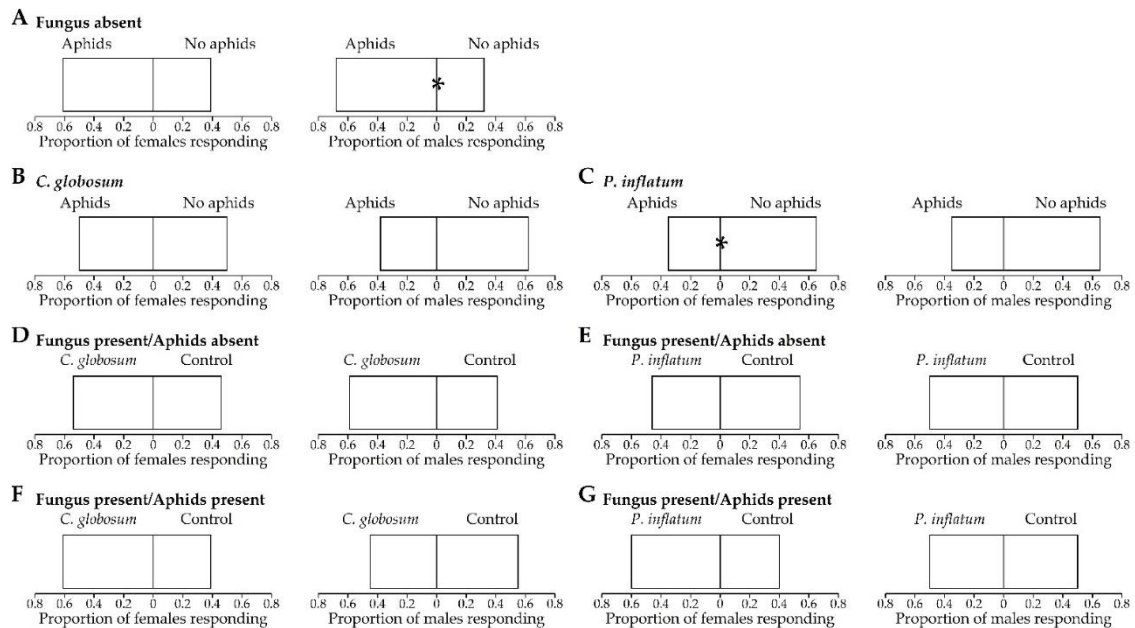 A Fungus absent
Aphids No aphids Aphids No aphids
*
0.8 0.6 0.4 0.2 0 0.2 0.4 0.6 0.8 0.8 0.6 0.4 0.2 0 0.2 0.4 0.6 0.8
Proportion of females responding Proportion of males responding
B C. globosum C P. inflatum
Aphids No aphids Aphids No aphids Aphids No aphids Aphids No aphids
*
0.8 0.6 0.4 0.2 0 0.2 0.4 0.6 0.8 0.8 0.6 0.4 0.2 0 0.2 0.4 0.6 0.8 0.8 0.6 0.4 0.2 0 0.2 0.4 0.6 0.8 0.8 0.6 0.4 0.2 0 0.2 0.4 0.6 0.8
Proportion of females responding Proportion of males responding Proportion of females responding Proportion of males responding
D Fungus present/Aphids absent E Fungus present/Aphids absent
C. globosum Control C. globosum Control P. inflatum Control P. inflatum Control
0.8 0.6 0.4 0.2 0 0.2 0.4 0.6 0.8 0.8 0.6 0.4 0.2 0 0.2 0.4 0.6 0.8 0.8 0.6 0.4 0.2 0 0.2 0.4 0.6 0.8 0.8 0.6 0.4 0.2 0 0.2 0.4 0.6 0.8
Proportion of females responding Proportion of males responding Proportion of females responding Proportion of males responding
F Fungus present/Aphids present G Fungus present/Aphids present
C. globosum Control C. globosum Control P. inflatum Control P. inflatum Control
0.8 0.6 0.4 0.2 0 0.2 0.4 0.6 0.8 0.8 0.6 0.4 0.2 0 0.2 0.4 0.6 0.8 0.8 0.6 0.4 0.2 0 0.2 0.4 0.6 0.8 0.8 0.6 0.4 0.2 0 0.2 0.4 0.6 0.8
Proportion of females responding Proportion of males responding Proportion of females responding Proportion of males responding